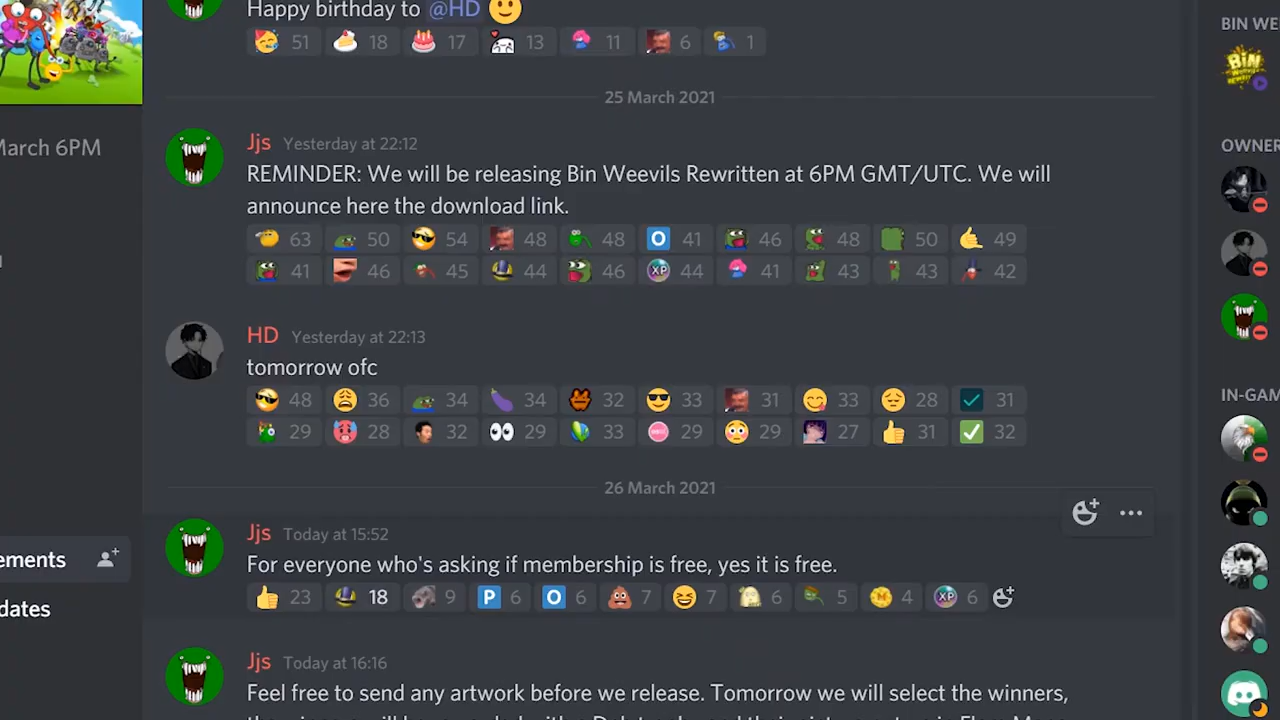 Happy birthday to @HD
51 18 17 13 11 6 1
BIN WE
BiN
March 6PM
25 March 2021
Jjs Yesterday at 22:12
REMINDER: We will be releasing Bin Weevils Rewritten at 6PM GMT/UTC. We will
announce here the download link.
63 50 54 48 48 O 41 46 48 50 49
41 46 45 44 46 XP 44 41 43 43 42
OWNER
HD Yesterday at 22:13
tomorrow ofc
48 36 34 34 32 33 31 33 28 31
29 28 32 29 33 29 29 27 31 32
IN-GAM
26 March 2021
Jjs Today at 15:52
For everyone who's asking if membership is free, yes it is free.
23 18 9 P 6 O 6 7 7 6 5 4 XP 6
ements
dates
Jjs Today at 16:16
Feel free to send any artwork before we release. Tomorrow we will select the winners,